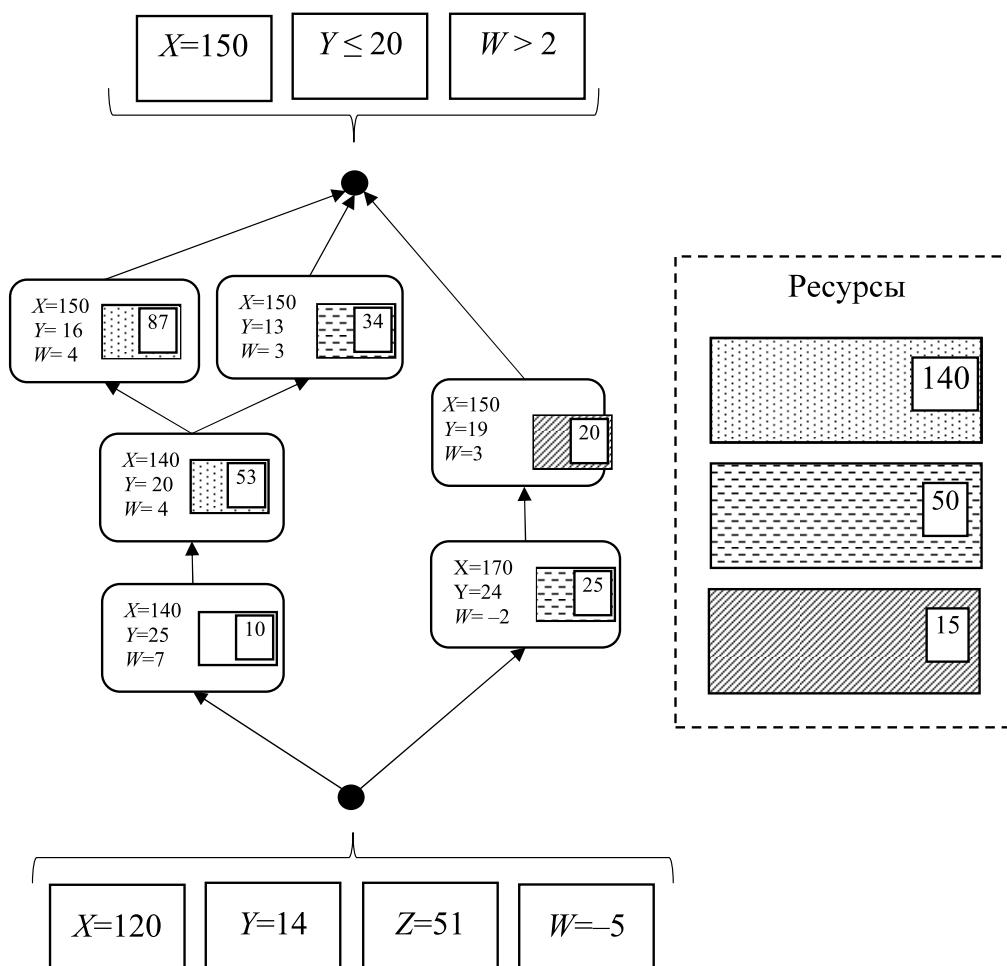 X=150
Y ≤ 20
W > 2
X=150
Y= 16
W= 4
87
X=150
Y=13
W= 3
34
X=150
Y=19
W=3
20
X=140
Y= 20
W= 4
53
X=140
Y=25
W=7
10
X=170
Y=24
W= –2
25
Ресурсы
140
50
15
X=120
Y=14
Z=51
W=–5